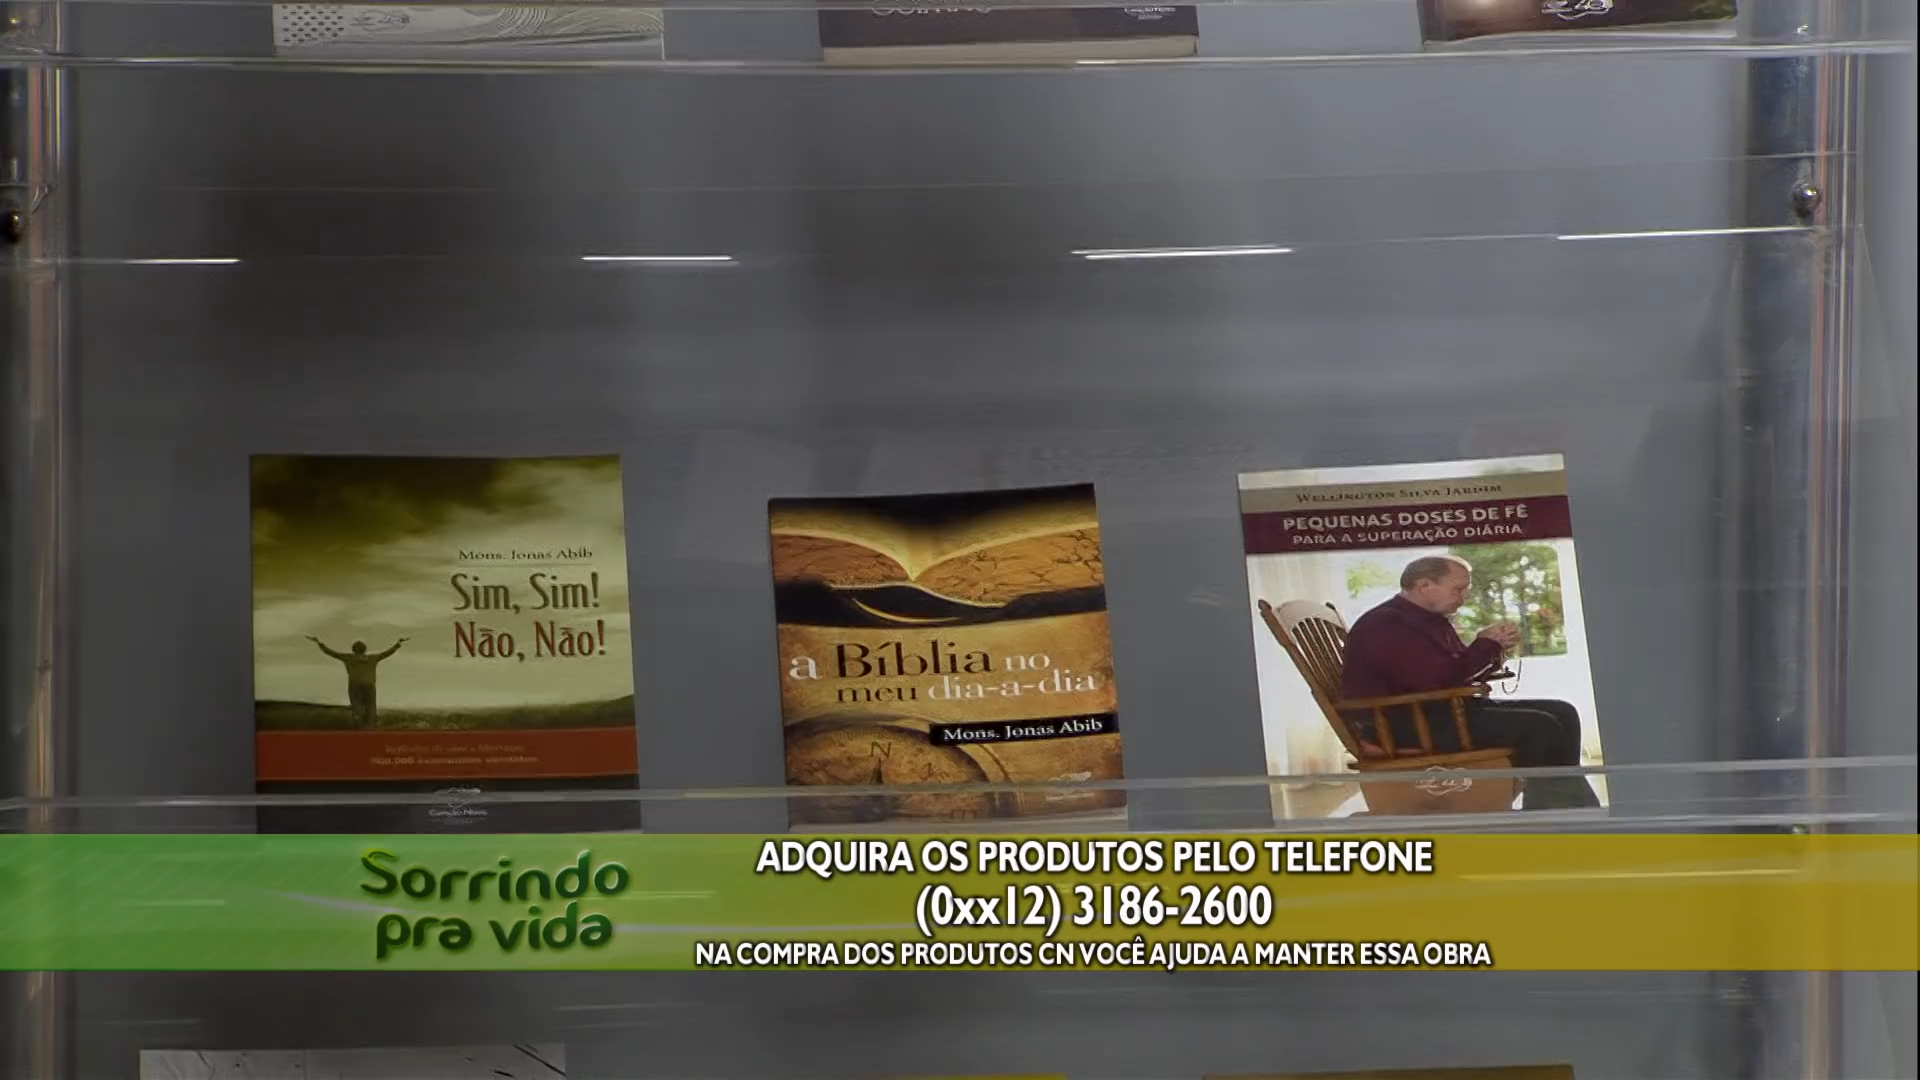 Mons. Jonas Abib
Sim, Sim!
Não, Não!
Canção Nova
a Bíblia no
meu dia-a-dia
Mons. Jonas Abib
N
WELLINGTON SILVA JARDIM
PEQUENAS DOSES DE FÉ
PARA A SUPERAÇÃO DIÁRIA
Sorrindo
pra vida
ADQUIRA OS PRODUTOS PELO TELEFONE
(0xx12) 3186-2600
NA COMPRA DOS PRODUTOS CN VOCÊ AJUDA A MANTER ESSA OBRA